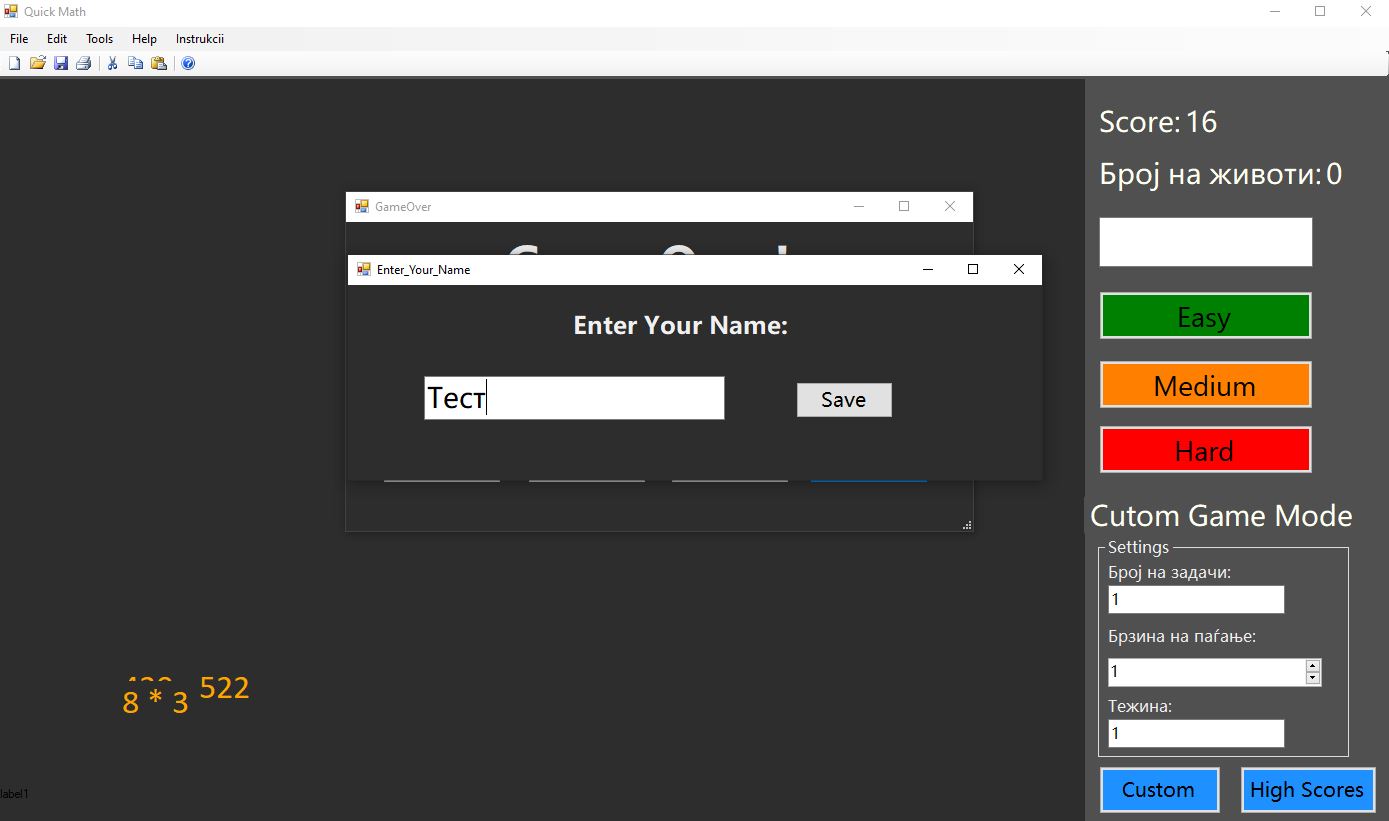 Quick Math
File Edit Tools Help Instrukcii
Score: 16
Број на животи: 0
GameOver
Enter_Your_Name
Enter Your Name:
Тест
Save
Easy
Medium
Hard
Cutom Game Mode
Settings
Број на задачи:
1
Брзина на паѓање:
1
Тежина:
1
Custom High Scores
522
8 * 3
label1